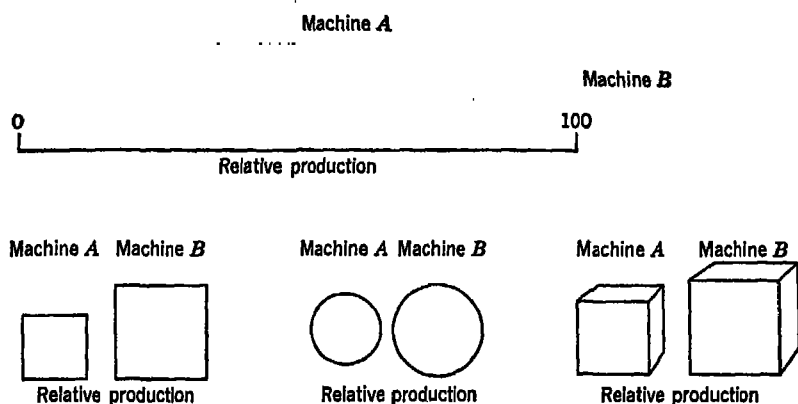 Machine A
Machine B
0 100
Relative production
Machine A Machine B Machine A Machine B Machine A Machine B
Relative production Relative production Relative production